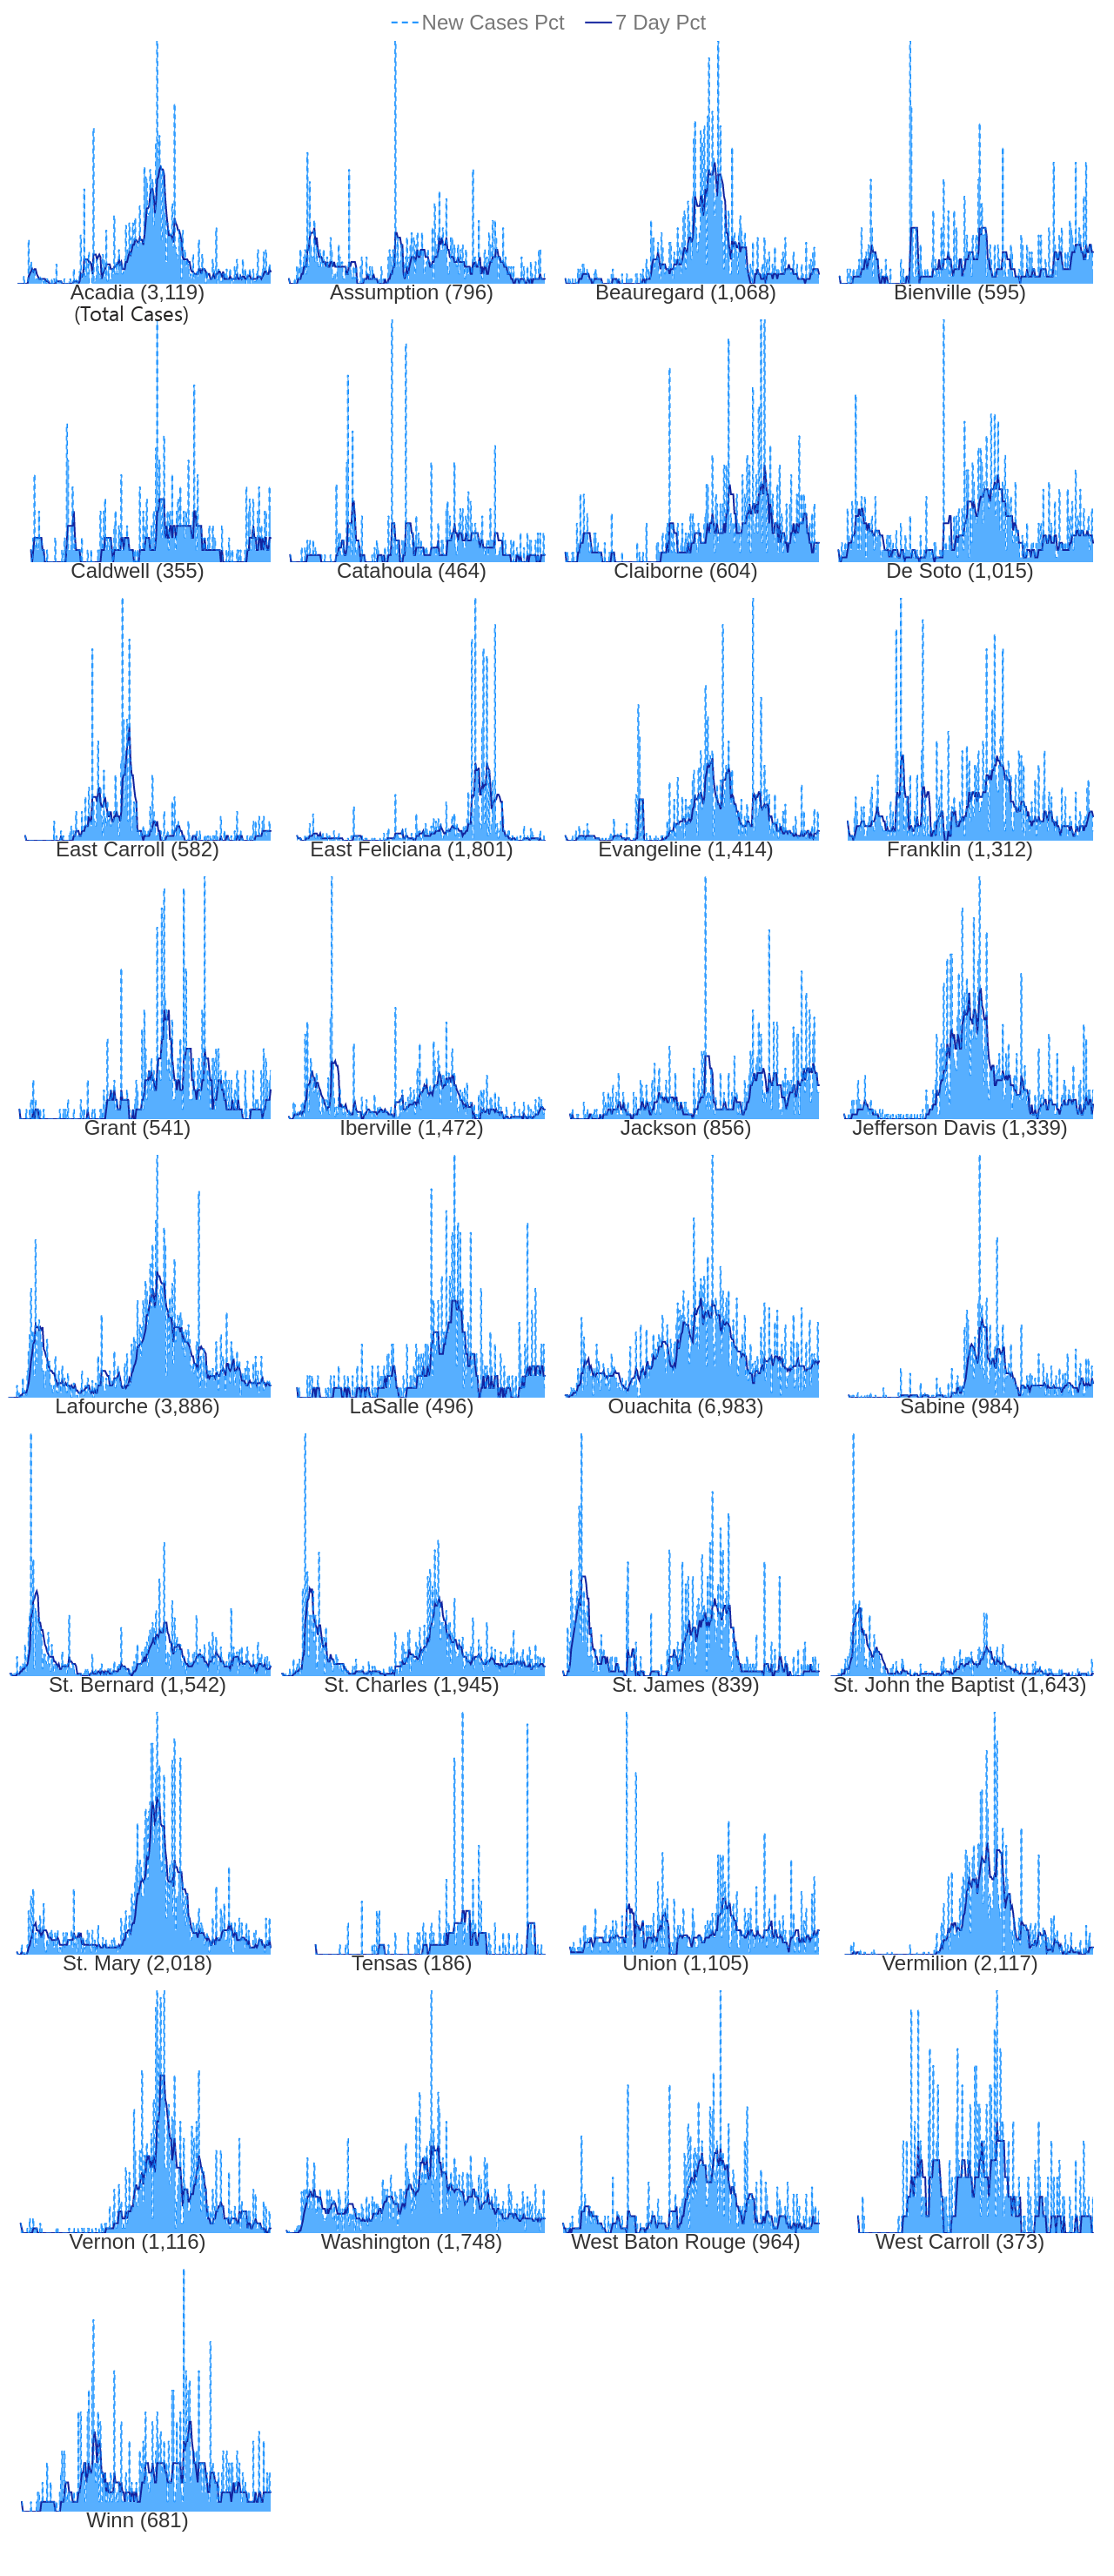 New Cases Pct 7 Day Pct
Acadia (3,119) Assumption (796) Beauregard (1,068) Bienville (595)
(Total Cases)
Caldwell (355) Catahoula (464) Claiborne (604) De Soto (1,015)
East Carroll (582) East Feliciana (1,801) Evangeline (1,414) Franklin (1,312)
Grant (541) Iberville (1,472) Jackson (856) Jefferson Davis (1,339)
Lafourche (3,886) LaSalle (496) Ouachita (6,983) Sabine (984)
St. Bernard (1,542) St. Charles (1,945) St. James (839) St. John the Baptist (1,643)
St. Mary (2,018) Tensas (186) Union (1,105) Vermilion (2,117)
Vernon (1,116) Washington (1,748) West Baton Rouge (964) West Carroll (373)
Winn (681)